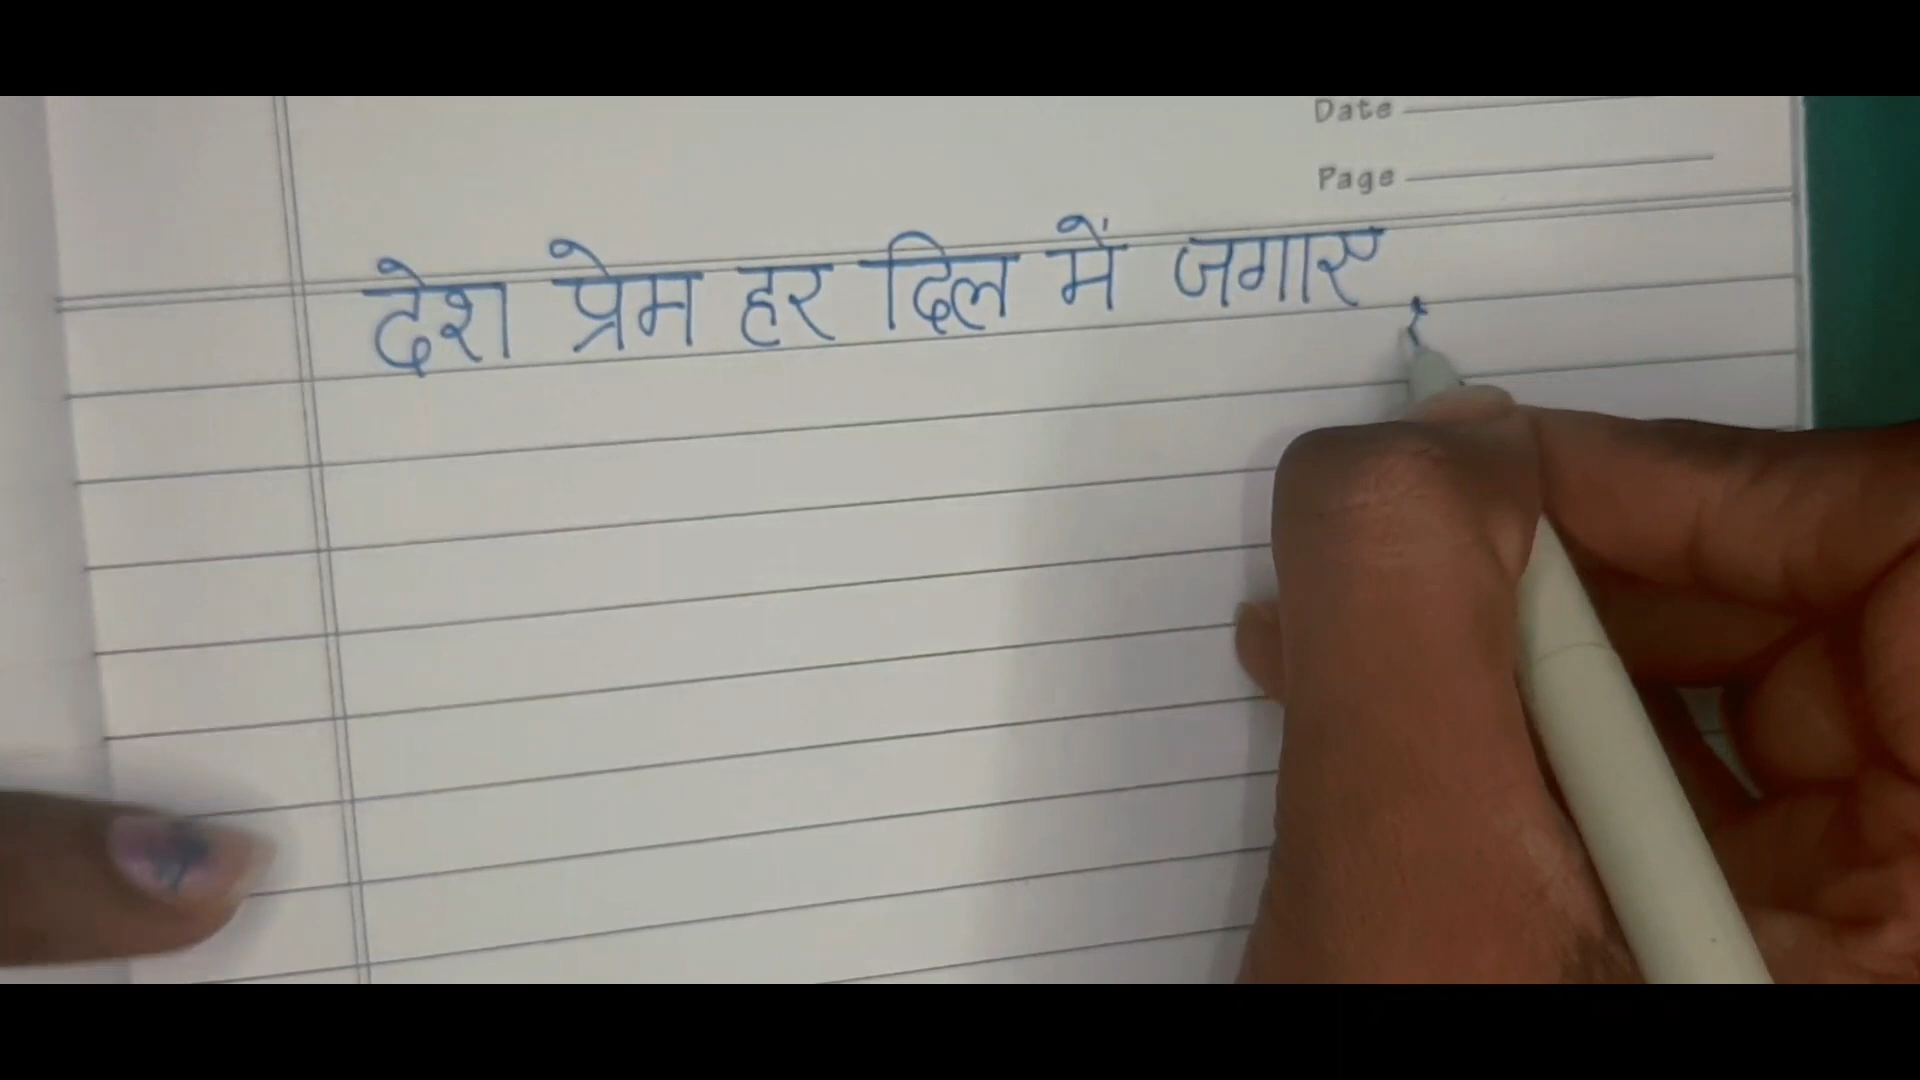 Date
Page
देश प्रेम हर दिल में जगाए,